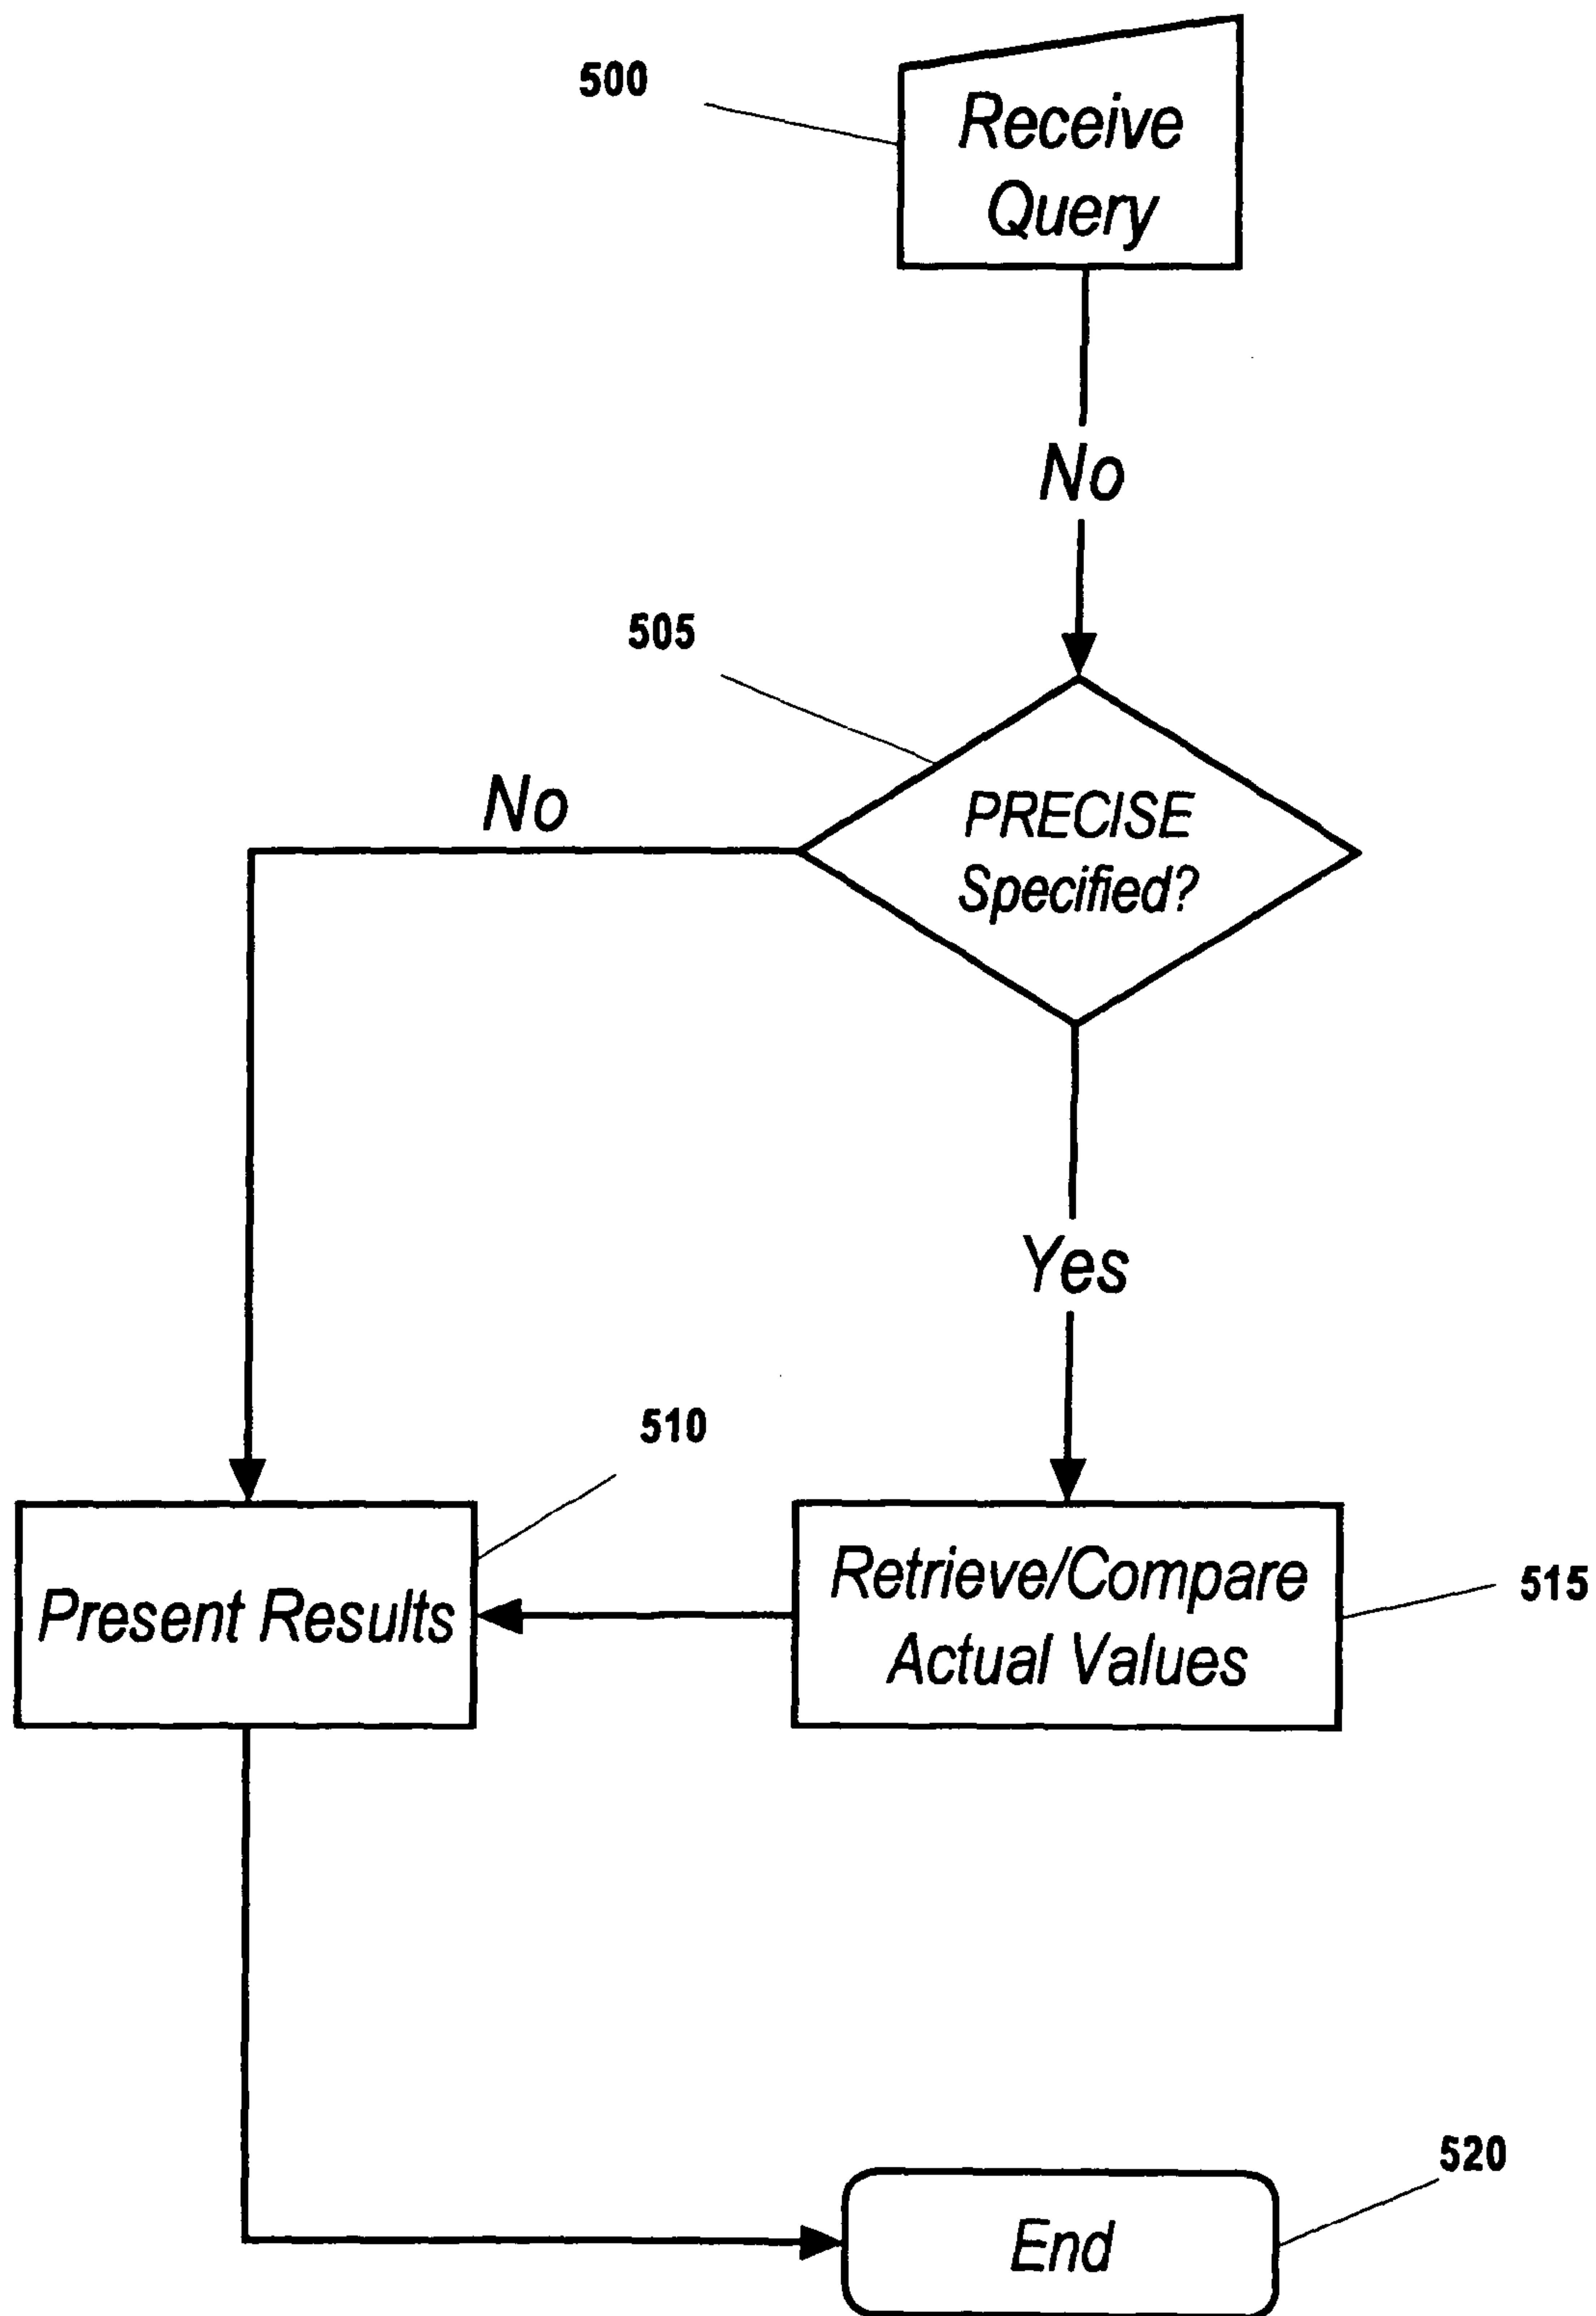 500
Receive
Query
No
505
No
PRECISE
Specified?
Yes
510
Present Results
Retrieve/Compare
Actual Values
515
520
End